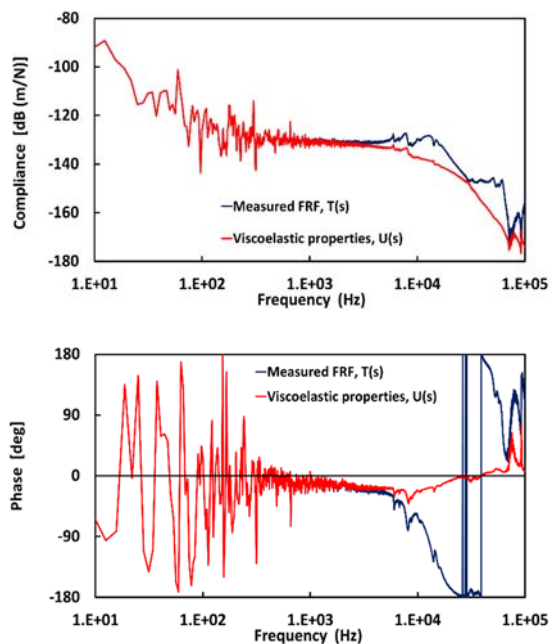 -80
-100
-120
-140
-160
-180
Compliance [dB (m/N)]
Measured FRF, T(s)
Viscoelastic properties, U(s)
1.E+01 1.E+02 1.E+03 1.E+04 1.E+05
Frequency (Hz)
180
90
0
-90
-180
Phase [deg]
Measured FRF, T(s)
Viscoelastic properties, U(s)
1.E+01 1.E+02 1.E+03 1.E+04 1.E+05
Frequency (Hz)